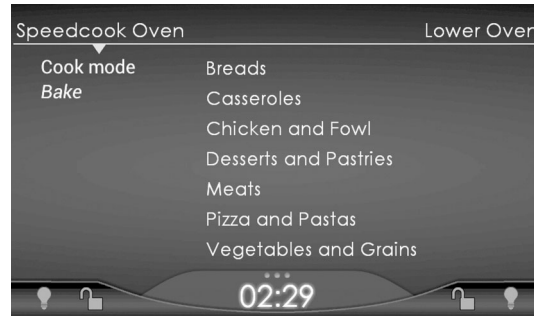 Speedcook Oven
Lower Oven
Cook mode
Bake
Breads
Casseroles
Chicken and Fowl
Desserts and Pastries
Meats
Pizza and Pastas
Vegetables and Grains
02:29